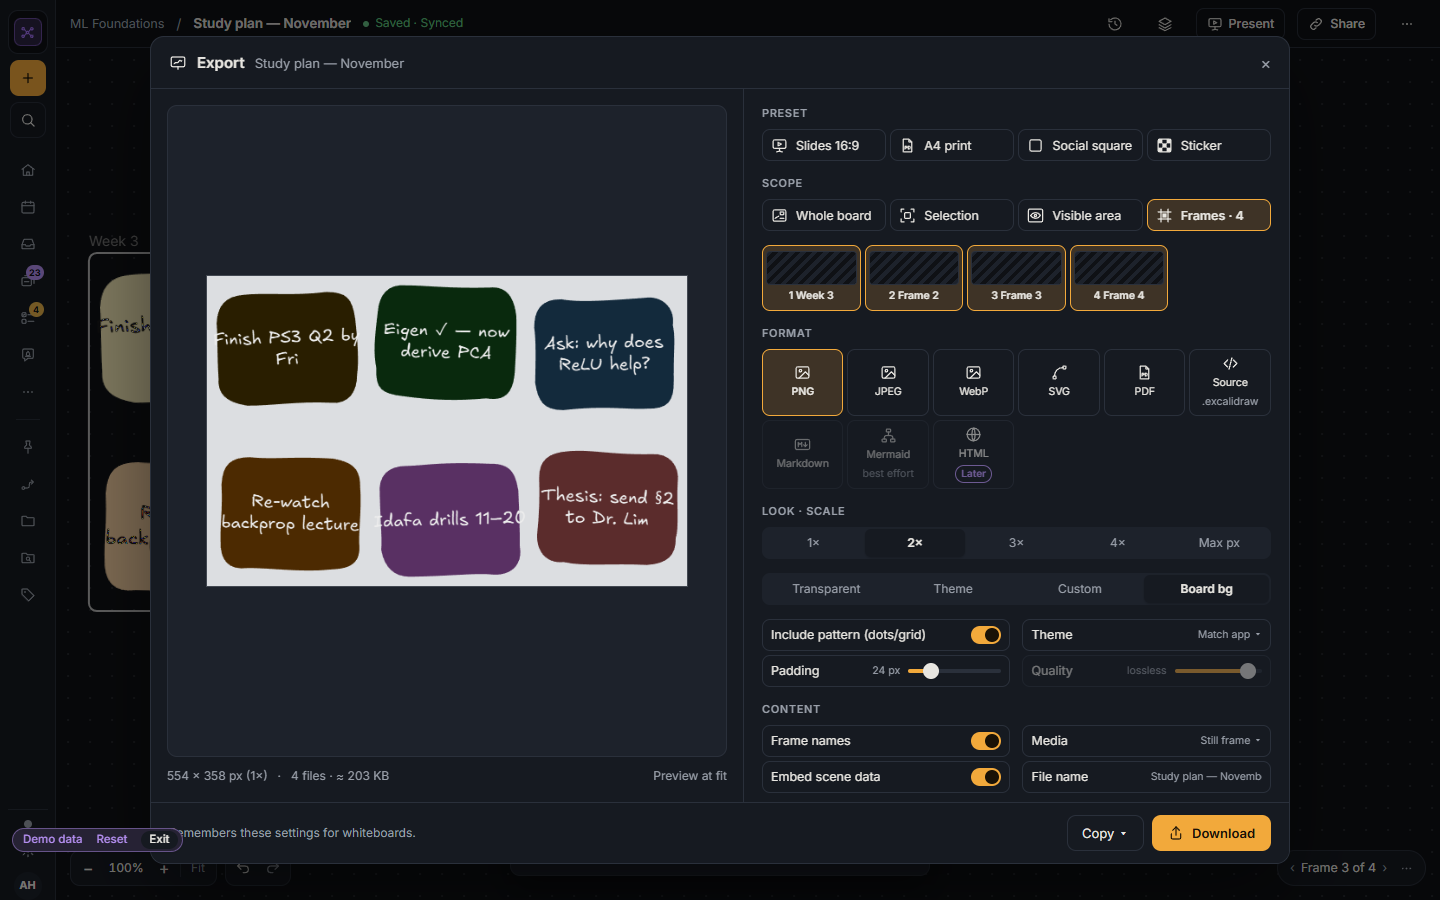 ML Foundations / Study plan — November Saved · Synced
Present
Share
Export Study plan — November
PRESET
Slides 16:9
A4 print
Social square
Sticker
SCOPE
Whole board
Selection
Visible area
Frames · 4
1 Week 3
2 Frame 2
3 Frame 3
4 Frame 4
FORMAT
PNG
JPEG
WebP
SVG
PDF
Source
.excalidraw
Markdown
Mermaid
best effort
HTML
Later
LOOK · SCALE
1×
2×
3×
4×
Max px
Transparent
Theme
Custom
Board bg
Include pattern (dots/grid)
Theme
Match app
Padding
24 px
Quality
lossless
CONTENT
Frame names
Media
Still frame
Embed scene data
File name
Study plan — Novemb
Finish PS3 Q2 by
Fri
Eigen ✓ — now
derive PCA
Ask: why does
ReLU help?
Re-watch
backprop lecture
Idafa drills 11–20
Thesis: send §2
to Dr. Lim
554 × 358 px (1×) · 4 files · ≈ 203 KB
Preview at fit
emembers these settings for whiteboards.
Copy
Download
Week 3
Finish
R
back
23
4
Demo data Reset Exit
AH
– 100% + Fit
Frame 3 of 4